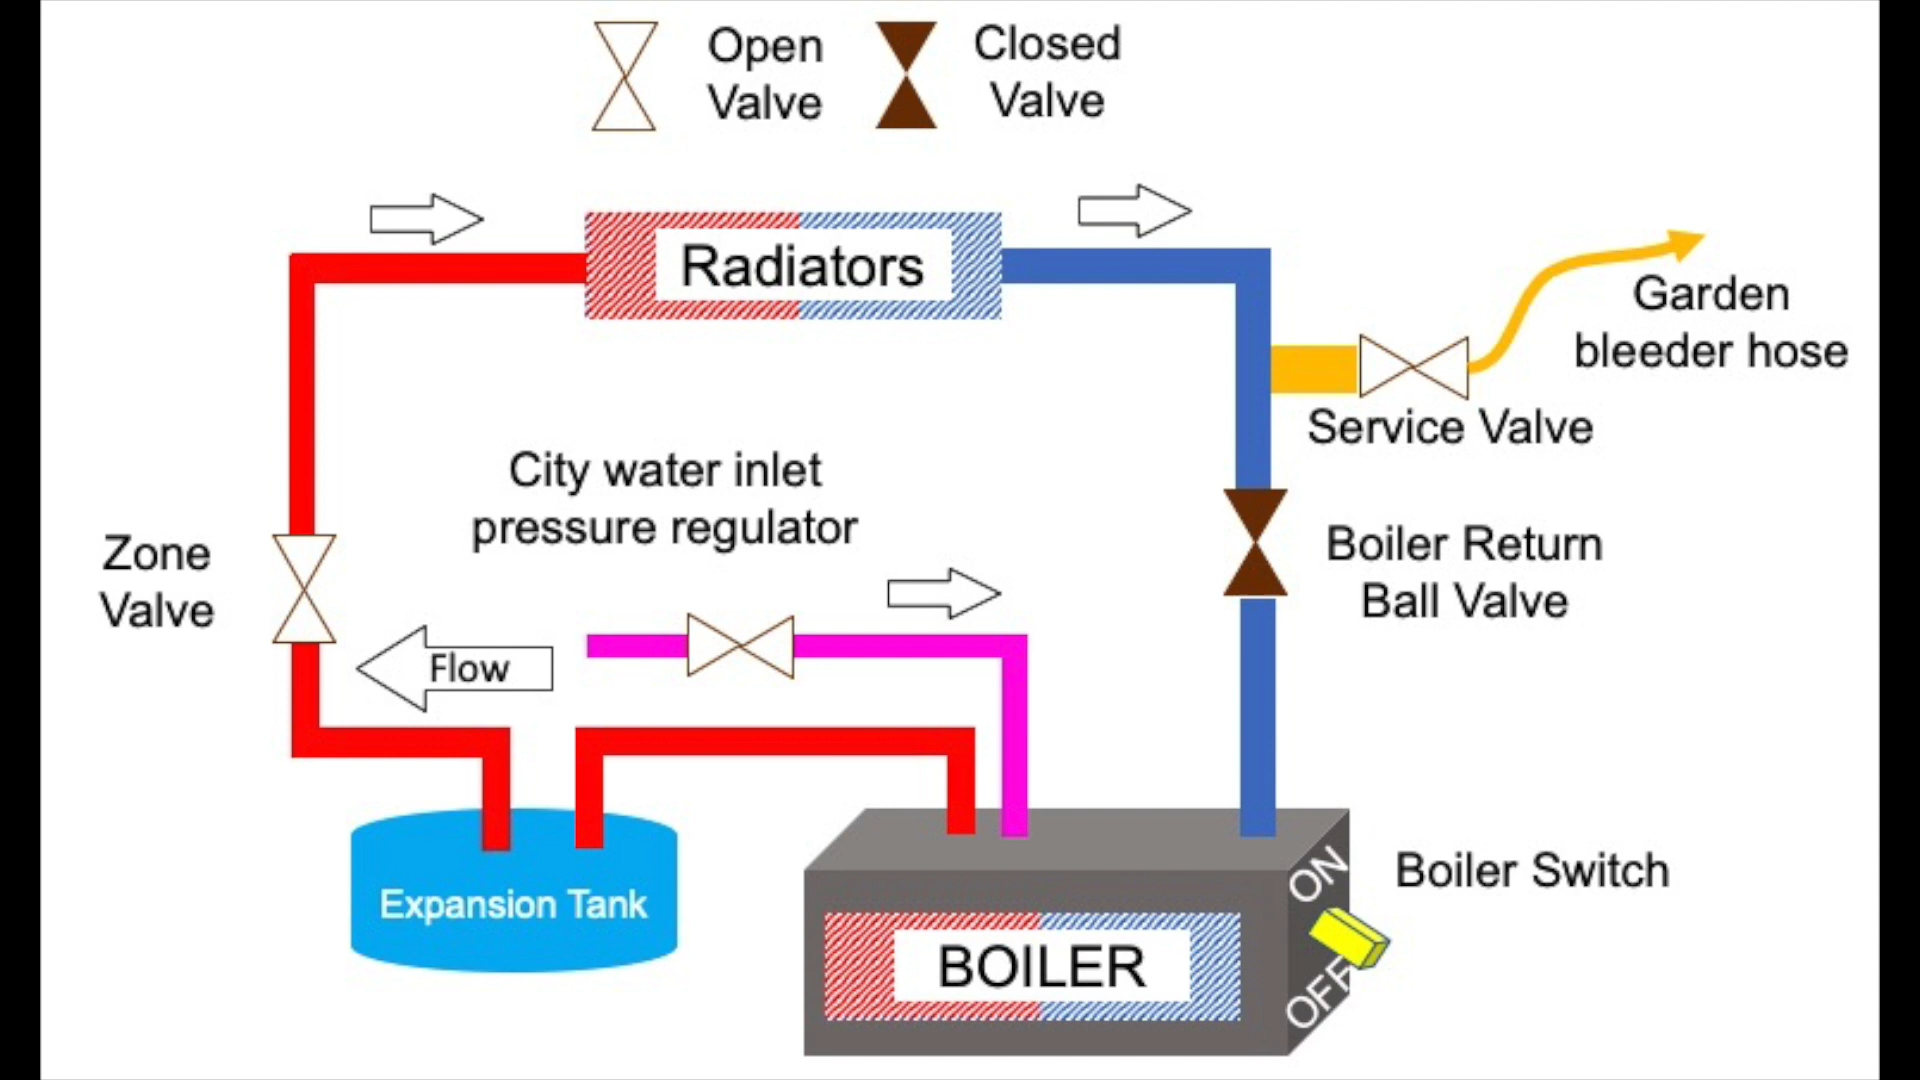 Open
Valve
Closed
Valve
Radiators
Garden
bleeder hose
Service Valve
City water inlet
pressure regulator
Zone
Valve
Boiler Return
Ball Valve
Flow
Expansion Tank
ON
Boiler Switch
BOILER
OFF